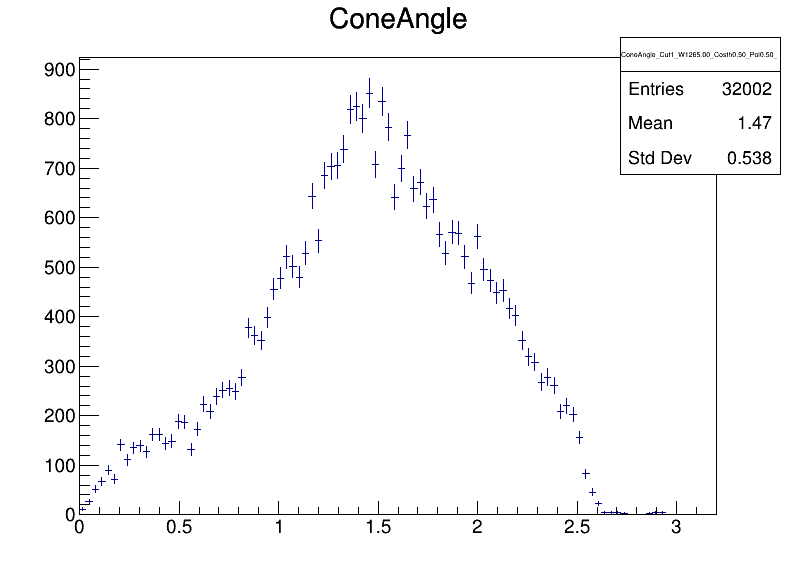 ConeAngle
ConeAngle_Cut1_W1265.00_Costh0.50_Pol0.50_
Entries 32002
Mean 1.47
Std Dev 0.538
900
800
700
600
500
400
300
200
100
0
0 0.5 1 1.5 2 2.5 3